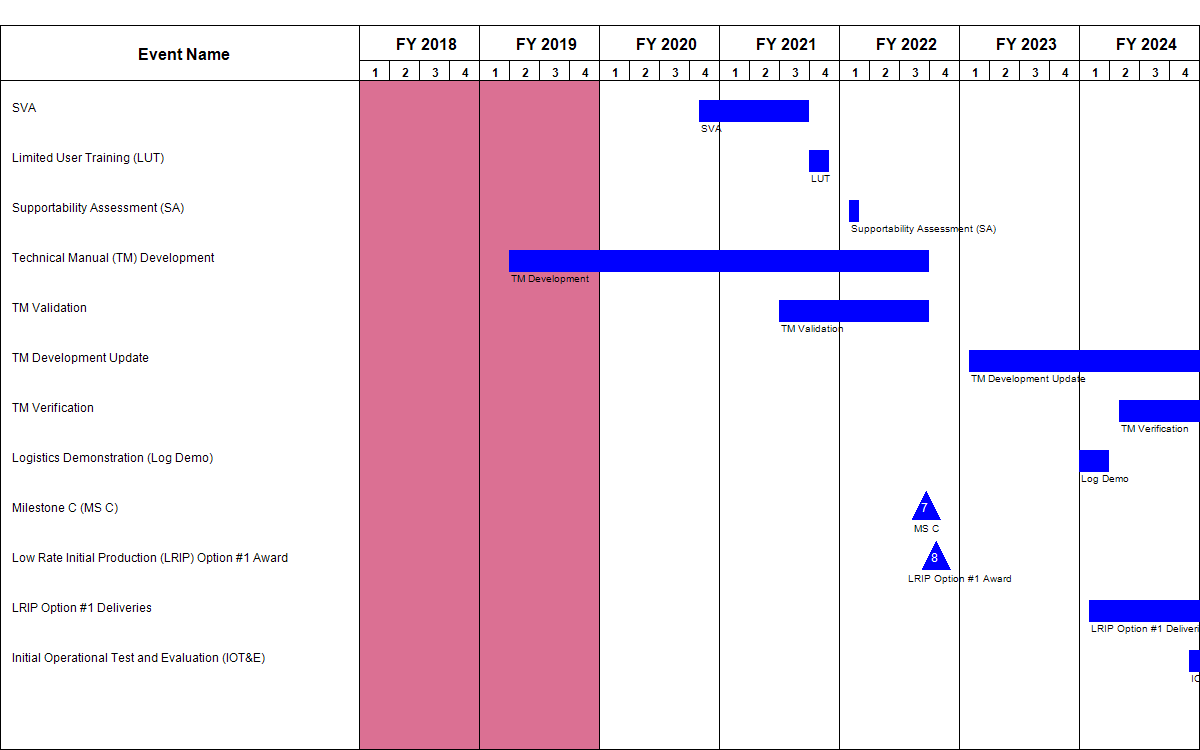 Event Name FY 2018 FY 2019 FY 2020 FY 2021 FY 2022 FY 2023 FY 2024
1 2 3 4 1 2 3 4 1 2 3 4 1 2 3 4 1 2 3 4 1 2 3 4 1 2 3 4
SVA
SVA
Limited User Training (LUT)
LUT
Supportability Assessment (SA)
Supportability Assessment (SA)
Technical Manual (TM) Development
TM Development
TM Validation
TM Validation
TM Development Update
TM Development Update
TM Verification
TM Verification
Logistics Demonstration (Log Demo)
Log Demo
Milestone C (MS C) 7
MS C
Low Rate Initial Production (LRIP) Option #1 Award 8
LRIP Option #1 Award
LRIP Option #1 Deliveries
LRIP Option #1 Deliveri
Initial Operational Test and Evaluation (IOT&E)